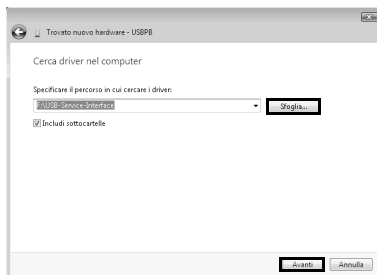 Trovato nuovo hardware - USBPB
Cerca driver nel computer
Specificare il percorso in cui cercare i driver:
F:\USB-Service-Interface
Sfoglia...
Includi sottocartelle
Avanti
Annulla